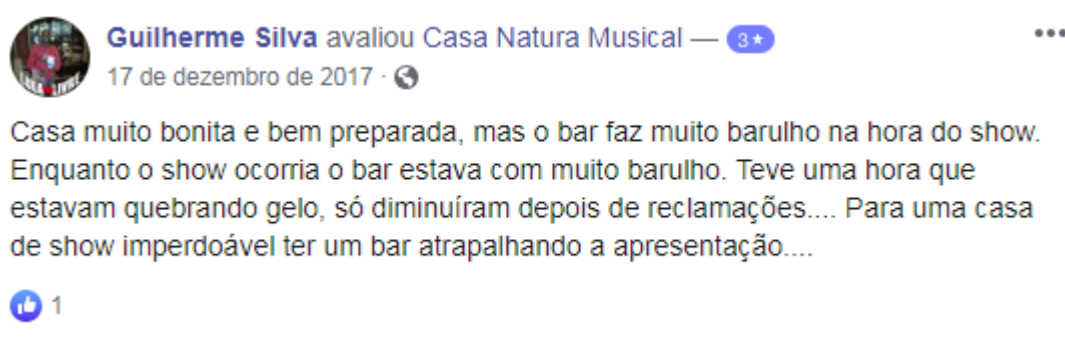 Guilherme Silva avaliou Casa Natura Musical — 3★
17 de dezembro de 2017 ·
Casa muito bonita e bem preparada, mas o bar faz muito barulho na hora do show.
Enquanto o show ocorria o bar estava com muito barulho. Teve uma hora que
estavam quebrando gelo, só diminuíram depois de reclamações.... Para uma casa
de show imperdoável ter um bar atrapalhando a apresentação....
1